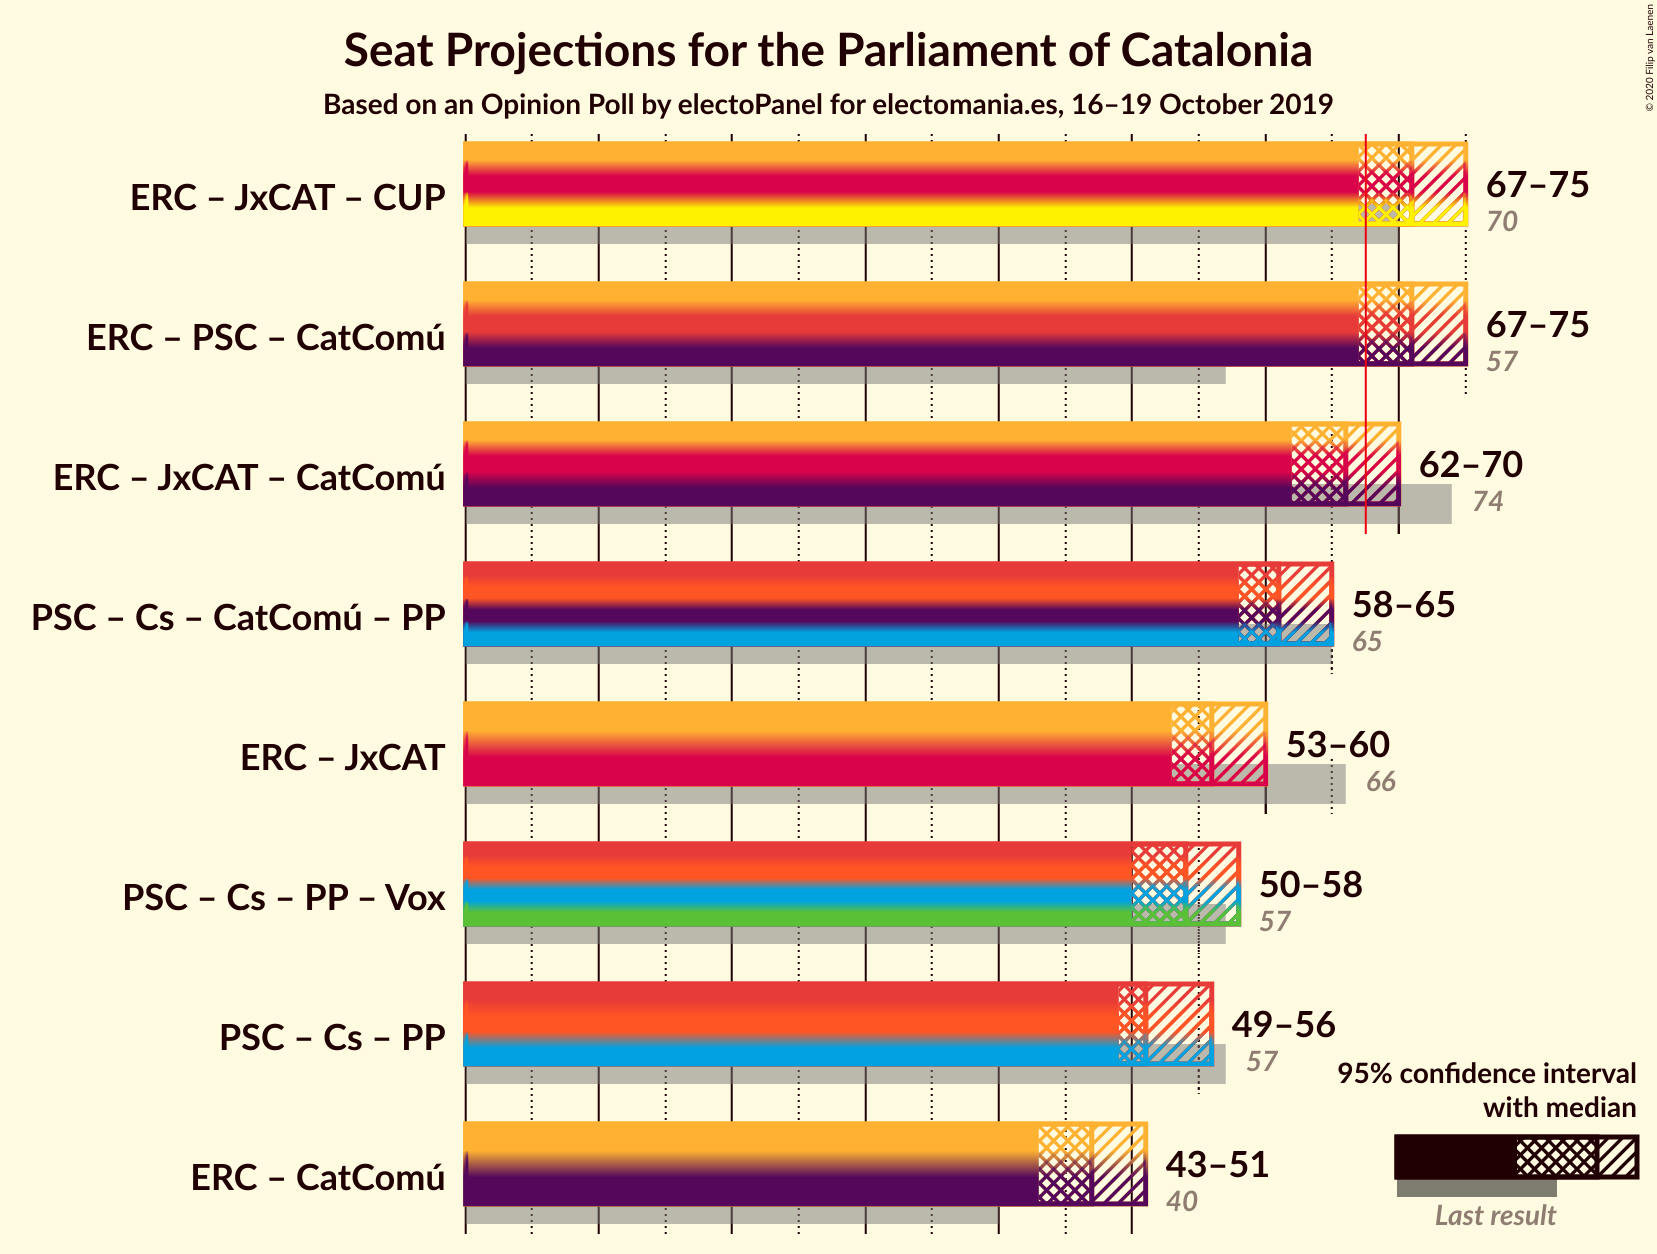 Seat Projections for the Parliament of Catalonia
Based on an Opinion Poll by electoPanel for electomania.es, 16–19 October 2019
© 2020 Filip van Laenen
ERC – JxCAT – CUP
67–75
70
ERC – PSC – CatComú
67–75
57
ERC – JxCAT – CatComú
62–70
74
PSC – Cs – CatComú – PP
58–65
65
ERC – JxCAT
53–60
66
PSC – Cs – PP – Vox
50–58
57
PSC – Cs – PP
49–56
57
ERC – CatComú
43–51
40
95% confidence interval
with median
Last result